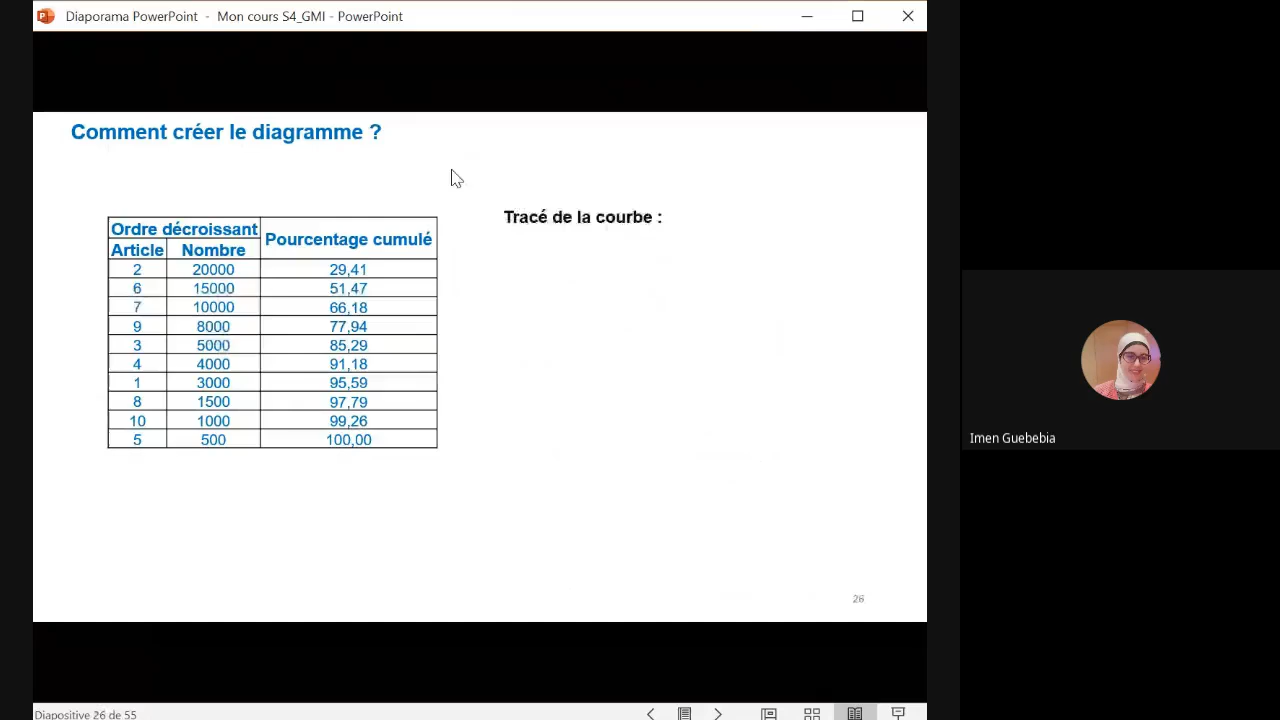 Diaporama PowerPoint - Mon cours S4_GMI - PowerPoint
Comment créer le diagramme ?
Tracé de la courbe :
Ordre décroissant Pourcentage cumulé
Article Nombre
2 20000 29,41
6 15000 51,47
7 10000 66,18
9 8000 77,94
3 5000 85,29
4 4000 91,18
1 3000 95,59
8 1500 97,79
10 1000 99,26
5 500 100,00
26
Imen Guebebia
Diapositive 26 de 55